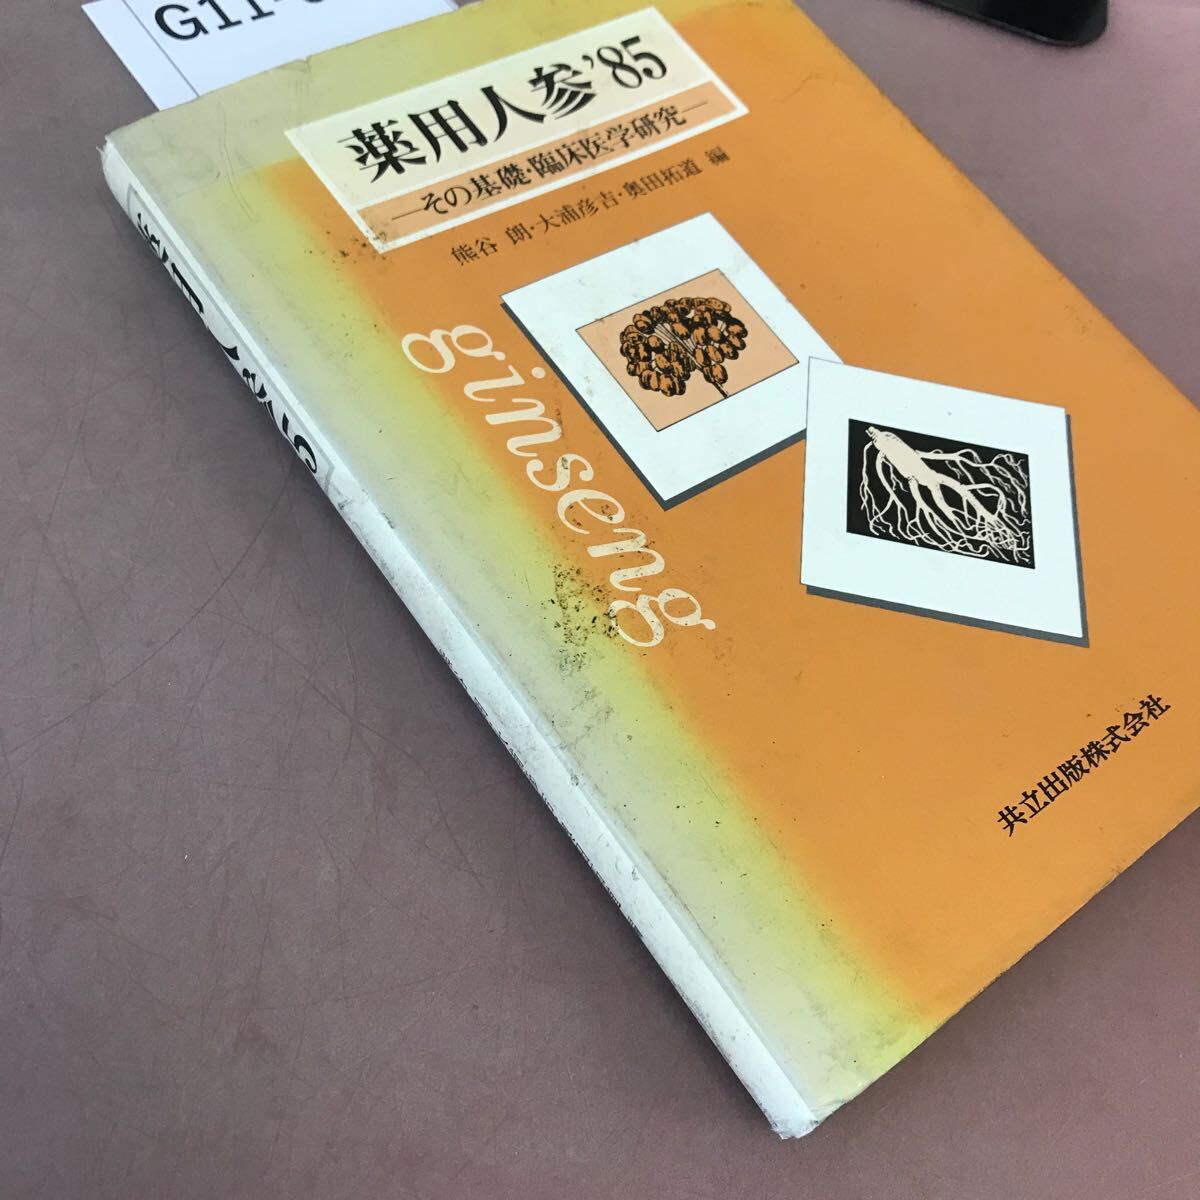 G11-
薬用人参'85
—その基礎・臨床医学研究—
熊谷 朗・大浦彦吉・奥田拓道 編
ginseng
共立出版株式会社